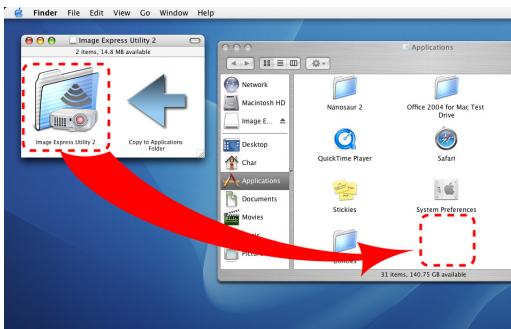 Finder File Edit View Go Window Help
Image Express Utility 2
2 items, 14.8 MB available
Image Express Utility 2
Copy to Applications
Folder
Applications
Network
Macintosh HD
Image E...
Desktop
Char
Applications
Documents
Movies
Nanosaur 2
Office 2004 for Mac Test
Drive
QuickTime Player
Safari
Stickies
System Preferences
31 items, 140.75 GB available